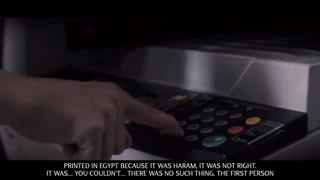 PRINTED IN EGYPT BECAUSE IT WAS HARAM, IT WAS NOT RIGHT.
IT WAS... YOU COULDN'T... THERE WAS NO SUCH THING. THE FIRST PERSON